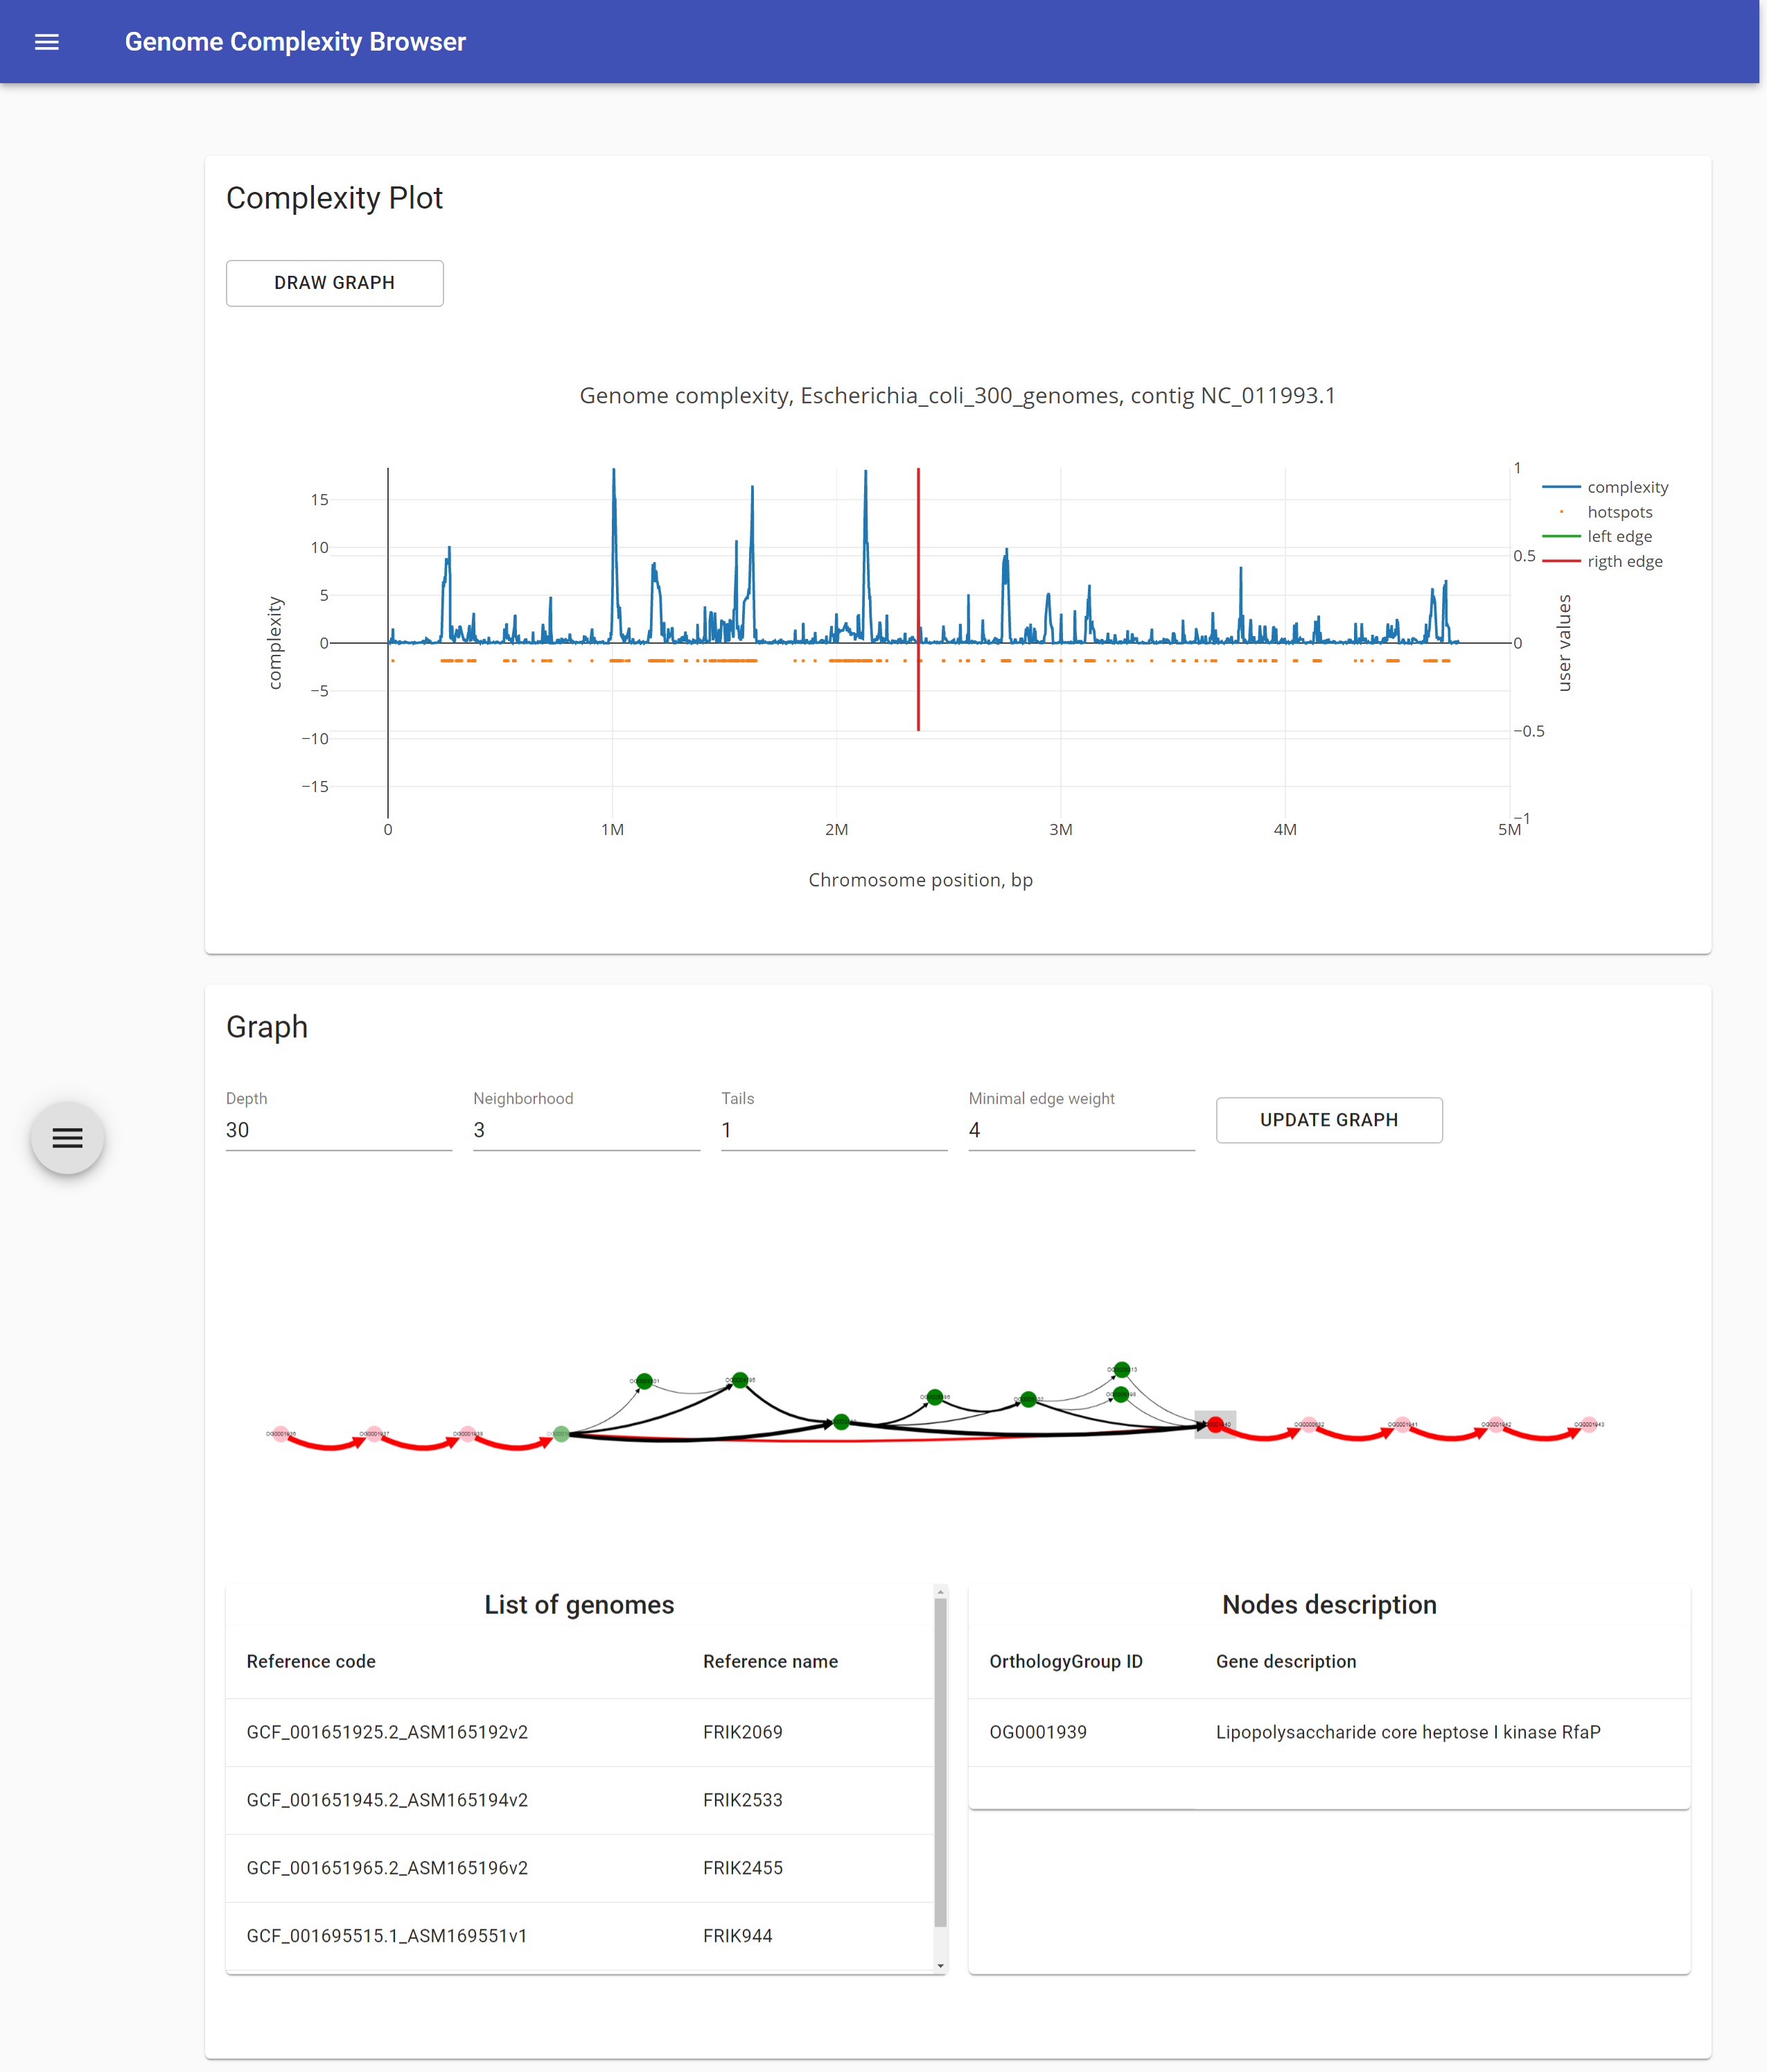 Genome Complexity Browser
Complexity Plot
DRAW GRAPH
Genome complexity, Escherichia_coli_300_genomes, contig NC_011993.1
complexity
15
10
5
0
−5
−10
−15
0
1M
2M
3M
4M
5M
Chromosome position, bp
1
0.5
0
−0.5
−1
user values
complexity
hotspots
left edge
rigth edge
Graph
Depth
Neighborhood
Tails
Minimal edge weight
30
3
1
4
UPDATE GRAPH
OG0001937
OG0001941
OG0001942
OG0001943
List of genomes
Reference code Reference name
GCF_001651925.2_ASM165192v2 FRIK2069
GCF_001651945.2_ASM165194v2 FRIK2533
GCF_001651965.2_ASM165196v2 FRIK2455
GCF_001695515.1_ASM169551v1 FRIK944
Nodes description
OrthologyGroup ID Gene description
OG0001939 Lipopolysaccharide core heptose I kinase RfaP